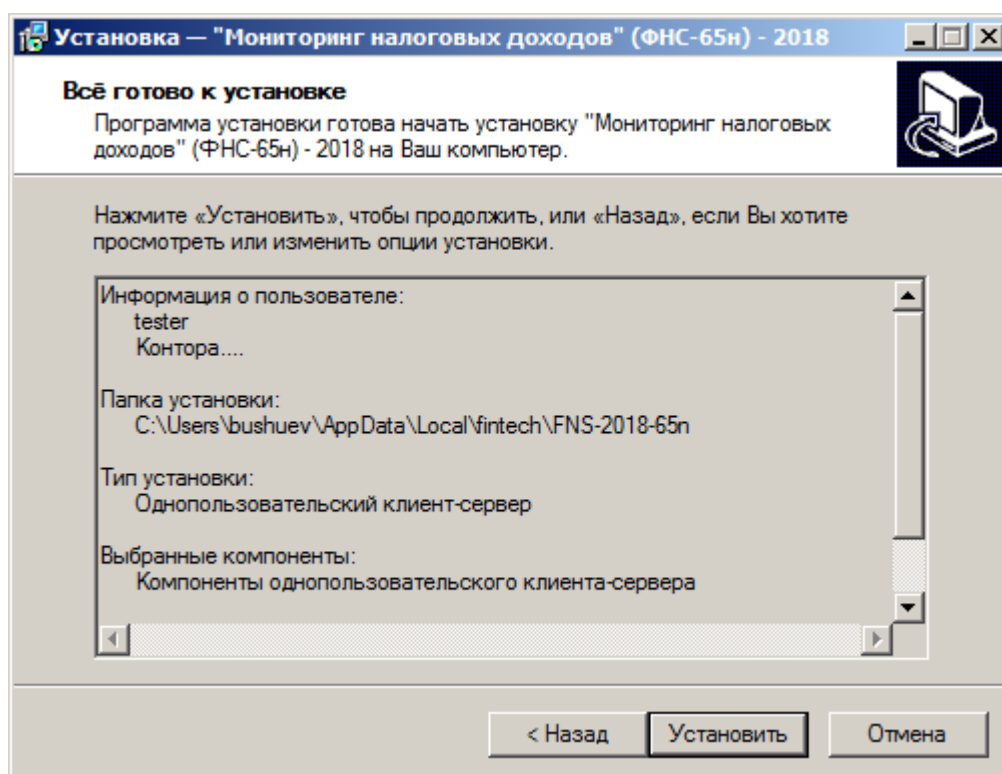 Установка — "Мониторинг налоговых доходов" (ФНС-65н) - 2018
Всё готово к установке
Программа установки готова начать установку "Мониторинг налоговых
доходов" (ФНС-65н) - 2018 на Ваш компьютер.
Нажмите «Установить», чтобы продолжить, или «Назад», если Вы хотите
просмотреть или изменить опции установки.
Информация о пользователе:
tester
Контора....
Папка установки:
C:\Users\bushuev\AppData\Local\fintech\FNS-2018-65n
Тип установки:
Однопользовательский клиент-сервер
Выбранные компоненты:
Компоненты однопользовательского клиента-сервера
< Назад
Установить
Отмена